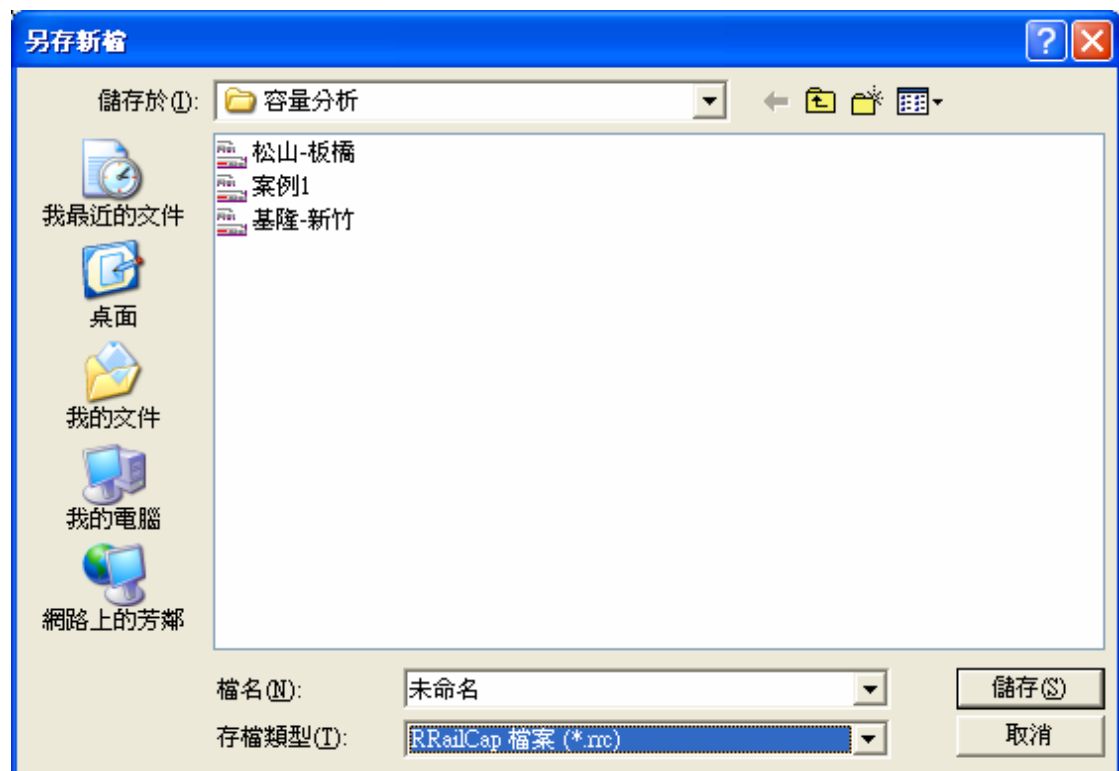 另存新檔
儲存於(I): 容量分析
松山-板橋
案例1
基隆-新竹
我最近的文件
桌面
我的文件
我的電腦
網路上的芳鄰
檔名(N): 未命名 儲存(S)
存檔類型(T): RRailCap 檔案 (*.rrc) 取消